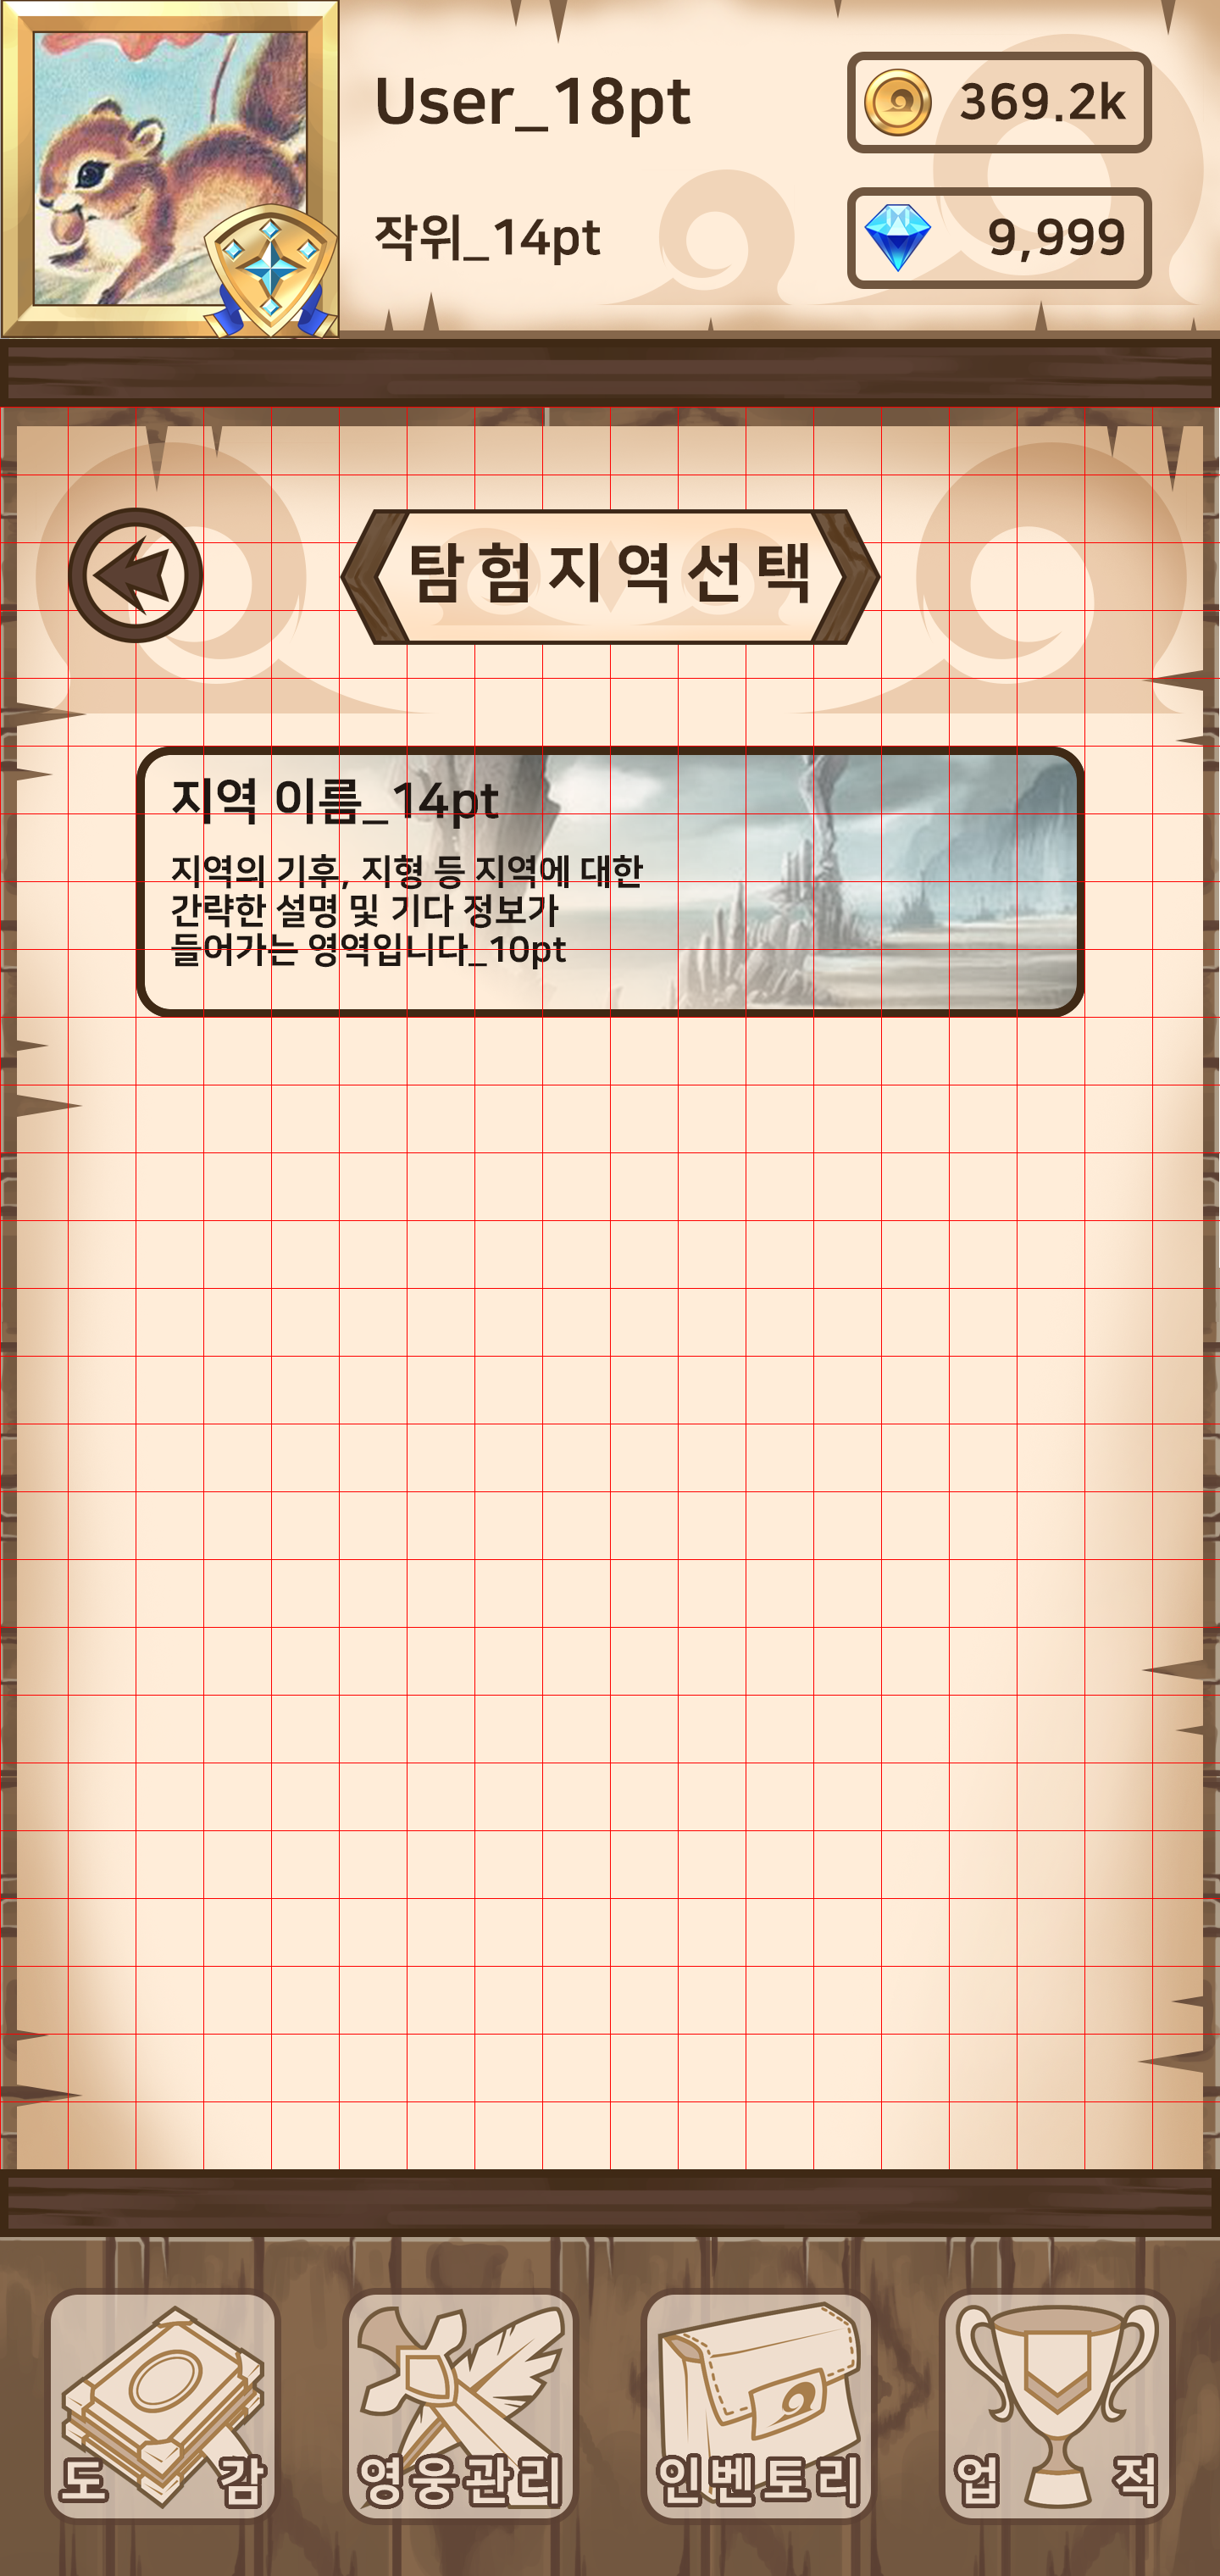 User_18pt
369.2k
작위_14pt
9,999
탐험지역선택
지역 이름_14pt
지역의 기후, 지형 등 지역에 대한
간략한 설명 및 기다 정보가
들어가는 영역입니다_10pt
도감
영웅관리
인벤토리
업적